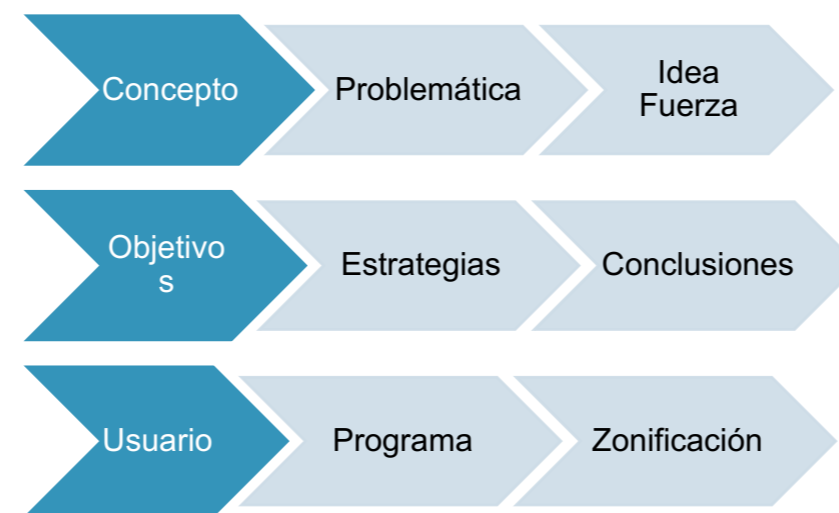 Concepto
Problemática
Idea
Fuerza
Objetivo
s
Estrategias
Conclusiones
Usuario
Programa
Zonificación